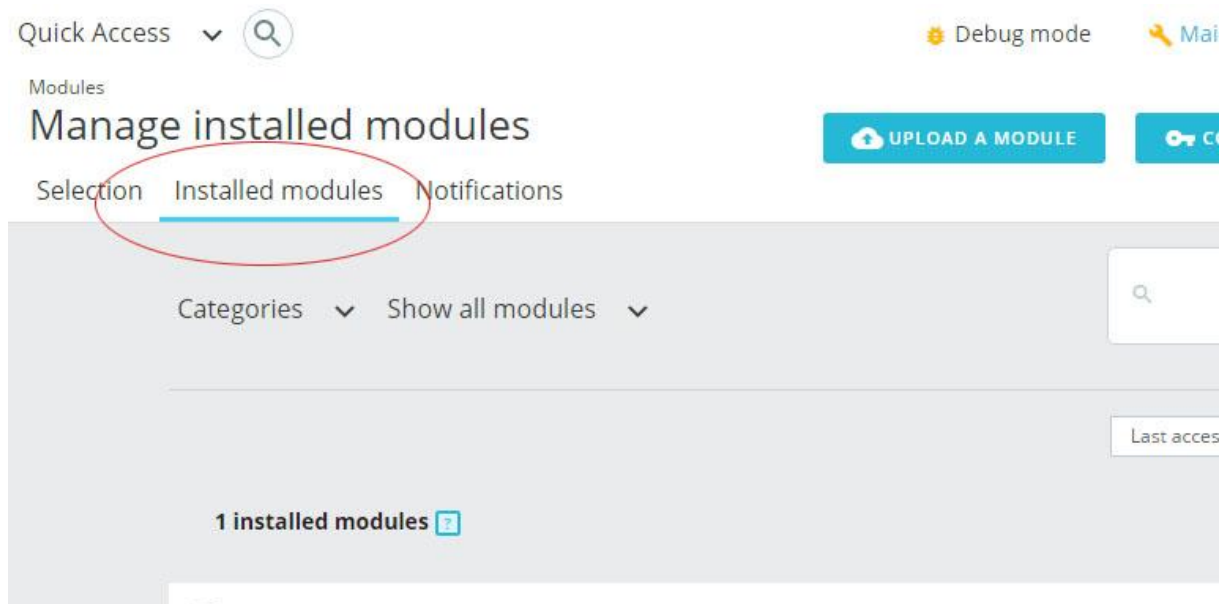 Quick Access
Debug mode
Modules
Manage installed modules
UPLOAD A MODULE
Selection Installed modules Notifications
Categories Show all modules
Last
1 installed modules ?